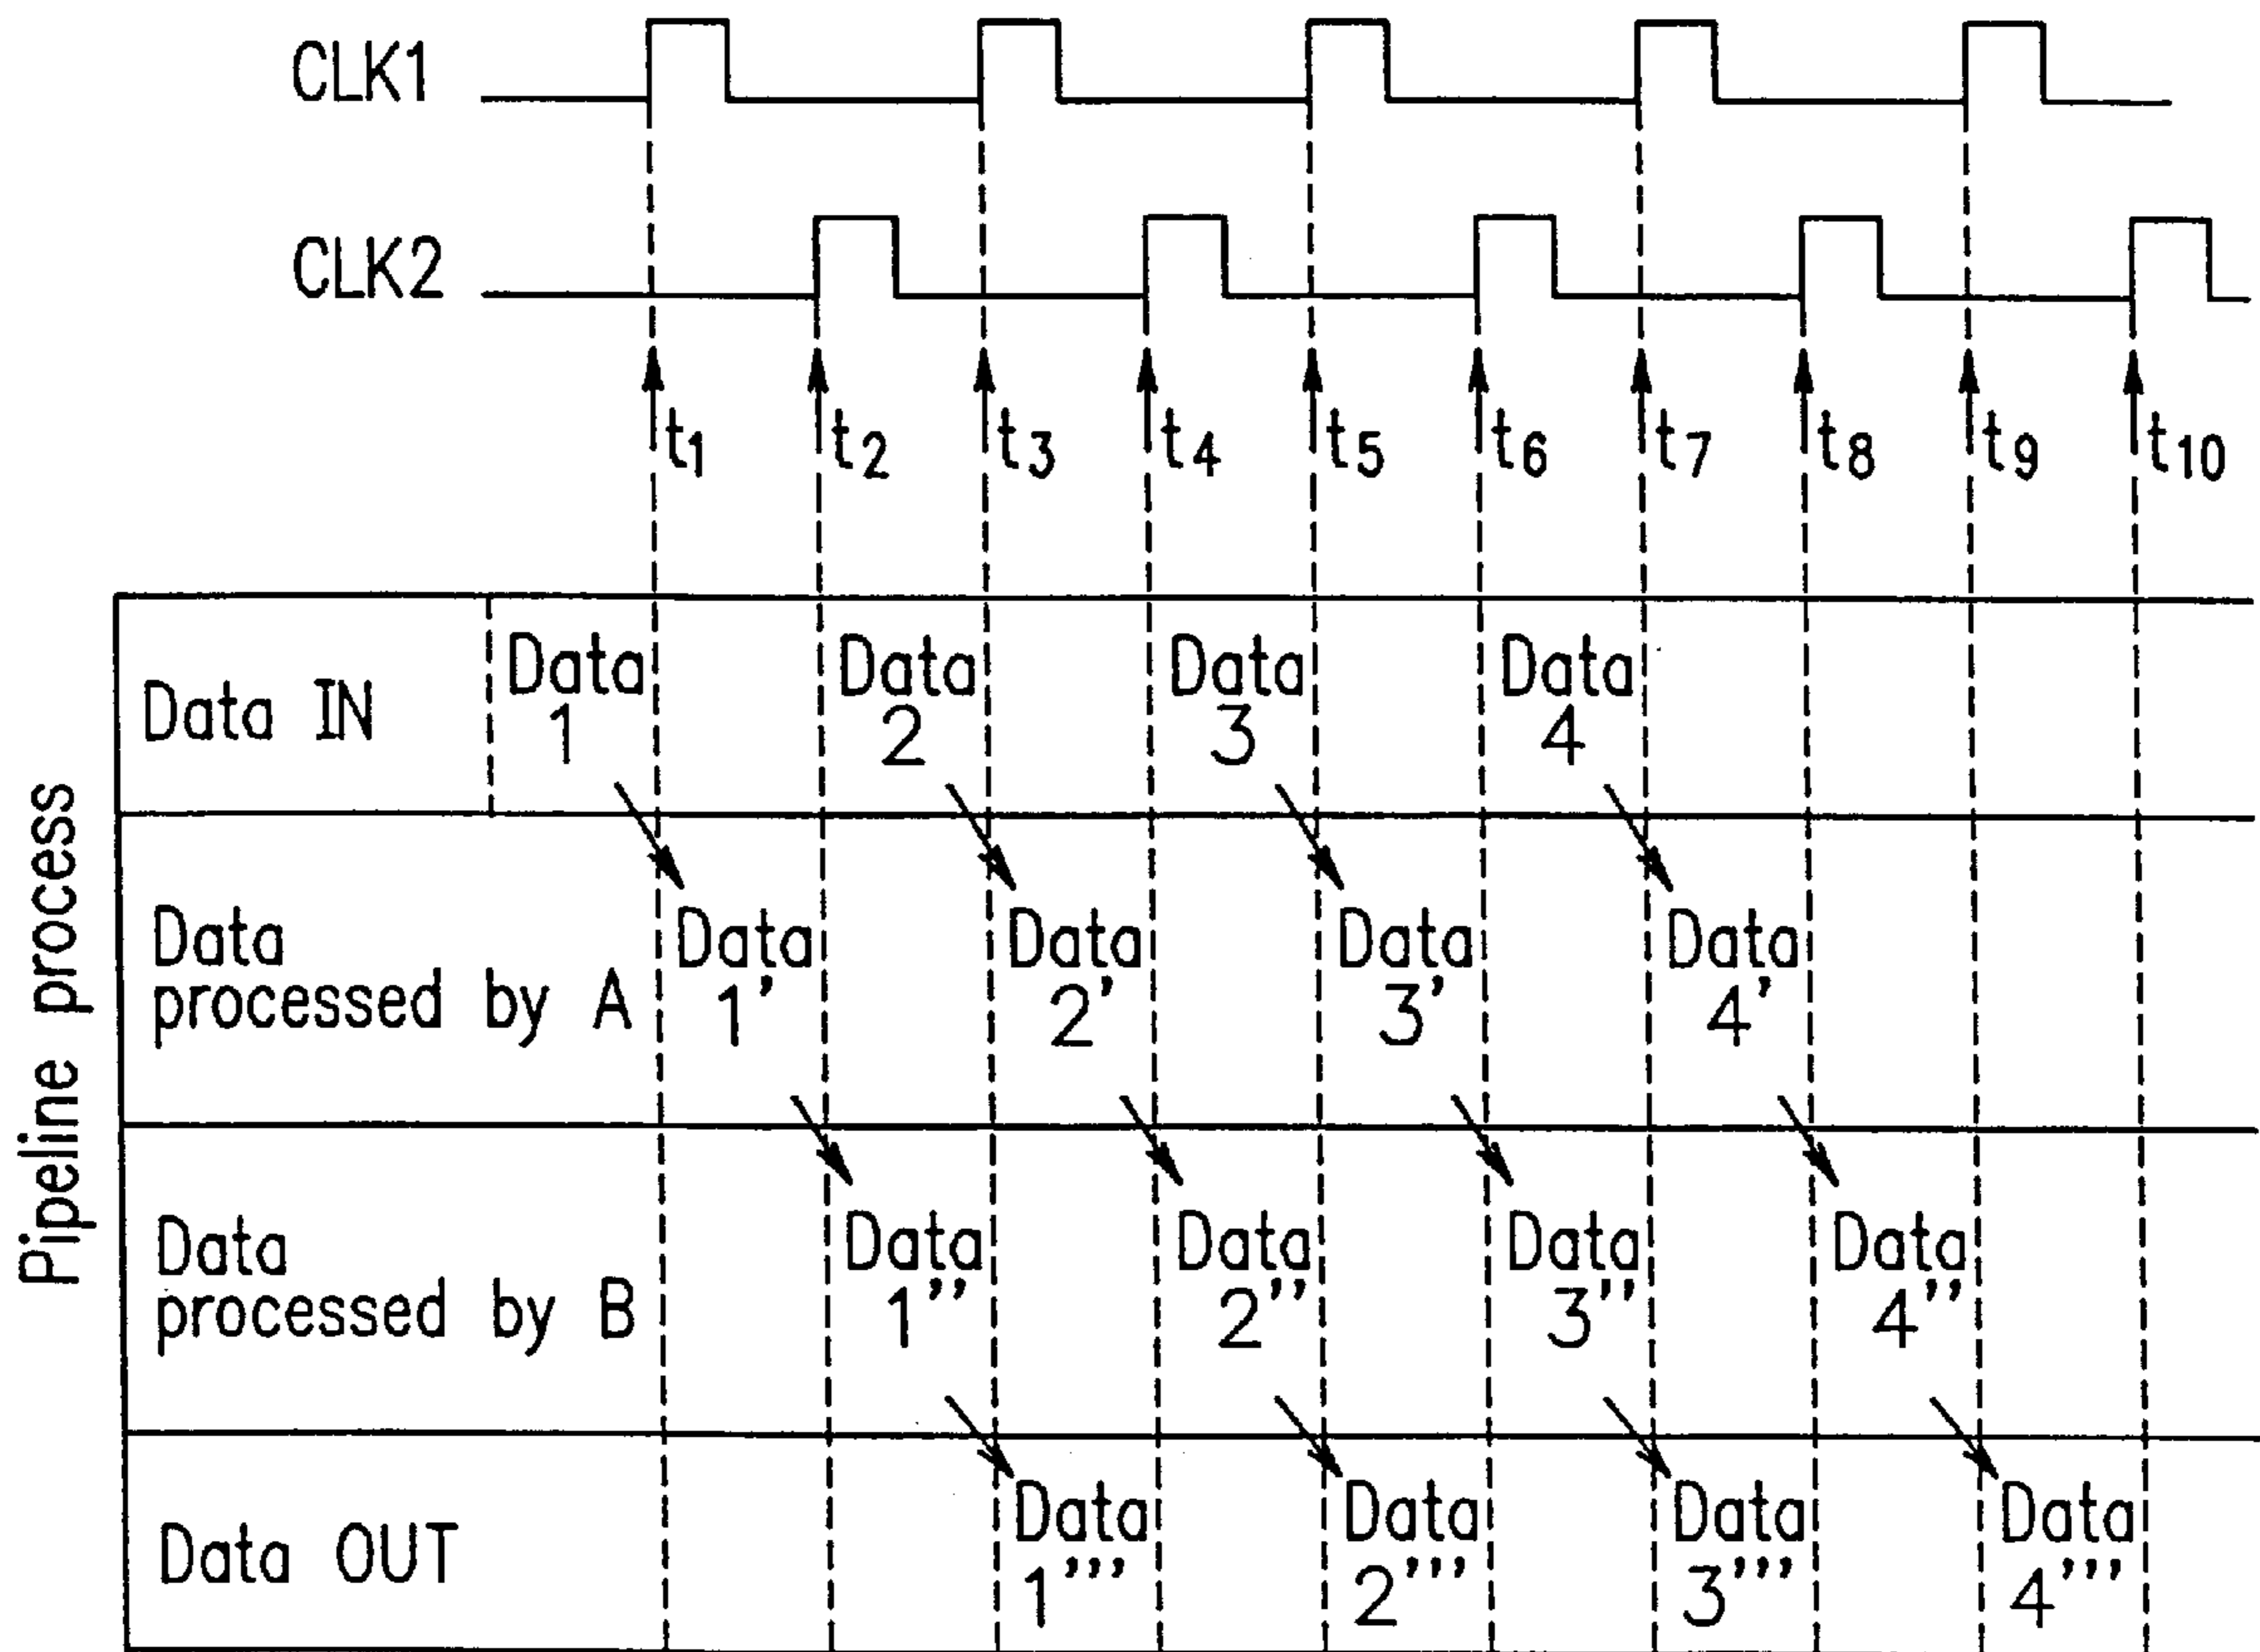 CLK1
CLK2
t1 t2 t3 t4 t5 t6 t7 t8 t9 t10
Pipeline process
Data IN
Data
1
Data
2
Data
3
Data
4
Data
processed by A
Data
1'
Data
2'
Data
3'
Data
4'
Data
processed by B
Data
1''
Data
2''
Data
3''
Data
4''
Data OUT
Data
1'''
Data
2'''
Data
3'''
Data
4'''